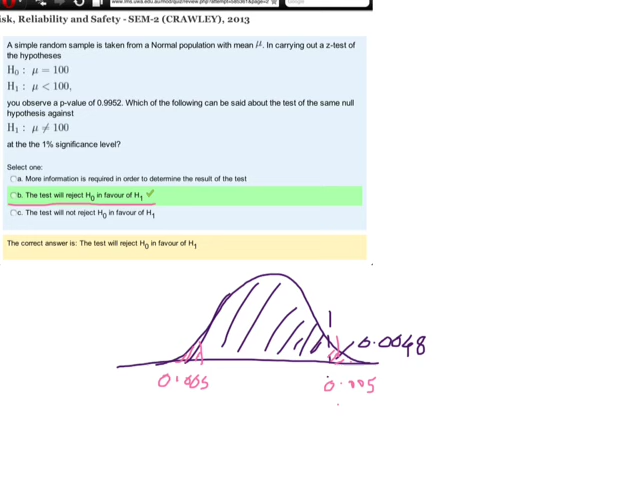 isk, Reliability and Safety - SEM-2 (CRAWLEY), 2013
A simple random sample is taken from a Normal population with mean μ. In carrying out a z-test of
the hypotheses
H₀ : μ = 100
H₁ : μ < 100,
you observe a p-value of 0.9952. Which of the following can be said about the test of the same null
hypothesis against
H₁ : μ ≠ 100
at the the 1% significance level?
Select one:
a. More information is required in order to determine the result of the test
b. The test will reject H₀ in favour of H₁
c. The test will not reject H₀ in favour of H₁
The correct answer is: The test will reject H₀ in favour of H₁
0.0048
0.005 0.005